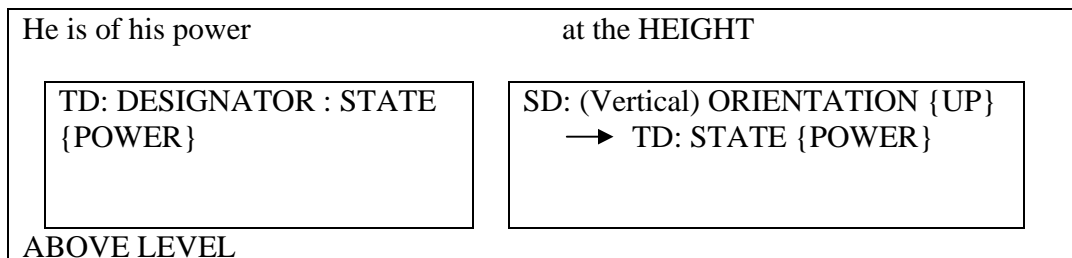 He is of his power at the HEIGHT
TD: DESIGNATOR : STATE
{POWER}
SD: (Vertical) ORIENTATION {UP}
→ TD: STATE {POWER}
ABOVE LEVEL